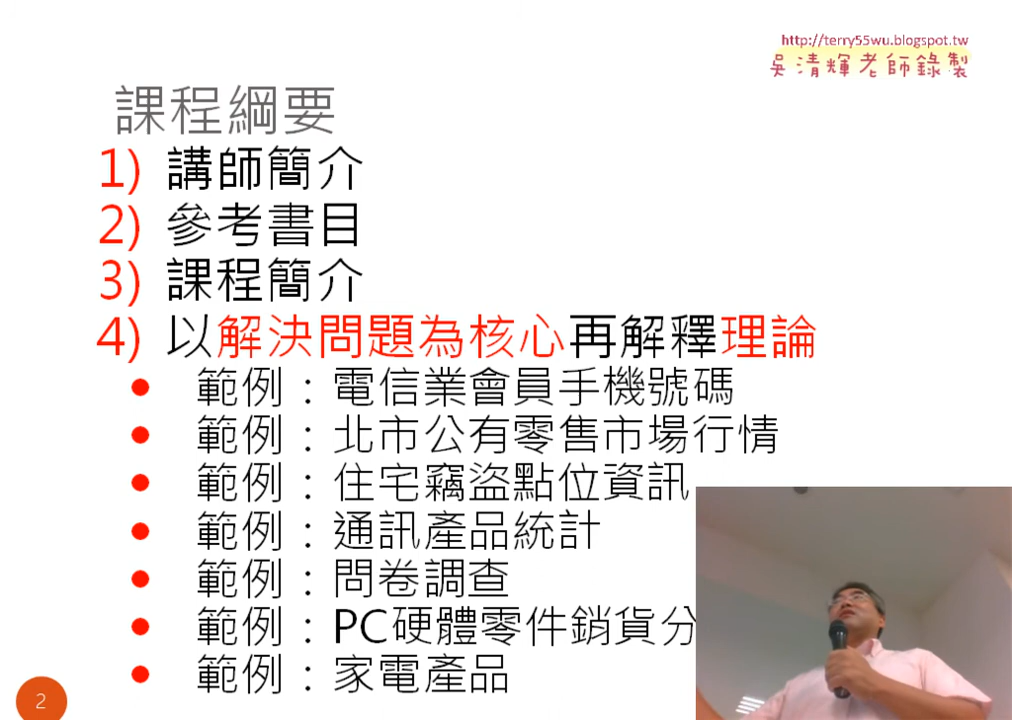 http://terry55wu.blogspot.tw
吳清輝老師錄製
課程綱要
1) 講師簡介
2) 參考書目
3) 課程簡介
4) 以解決問題為核心再解釋理論
• 範例：電信業會員手機號碼
• 範例：北市公有零售市場行情
• 範例：住宅竊盜點位資訊
• 範例：通訊產品統計
• 範例：問卷調查
• 範例：PC硬體零件銷貨分
• 範例：家電產品
2